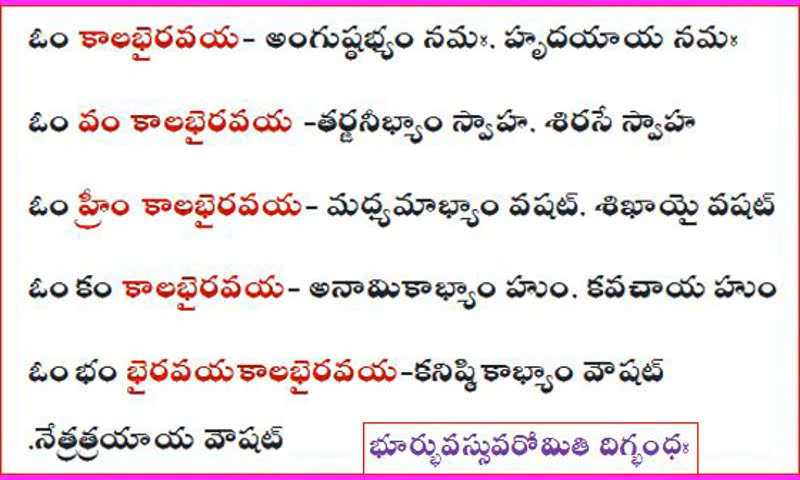 ఓం కాలభైరవయ- అంగుష్ఠభ్యం నమః. హృదయాయ నమః
ఓం వం కాలభైరవయ -తర్జనీభ్యాం స్వాహ. శిరసే స్వాహ
ఓం హ్రీం కాలభైరవయ- మధ్యమాభ్యాం వషట్. శిఖాయై వషట్
ఓం కం కాలభైరవయ- అనామికాభ్యాం హుం. కవచాయ హుం
ఓం భం భైరవయకాలభైరవయ-కనిష్ఠికాభ్యాం వౌషట్
.నేత్రత్రయాయ వౌషట్
భూర్భువస్సువరోమితి దిగ్భంధః